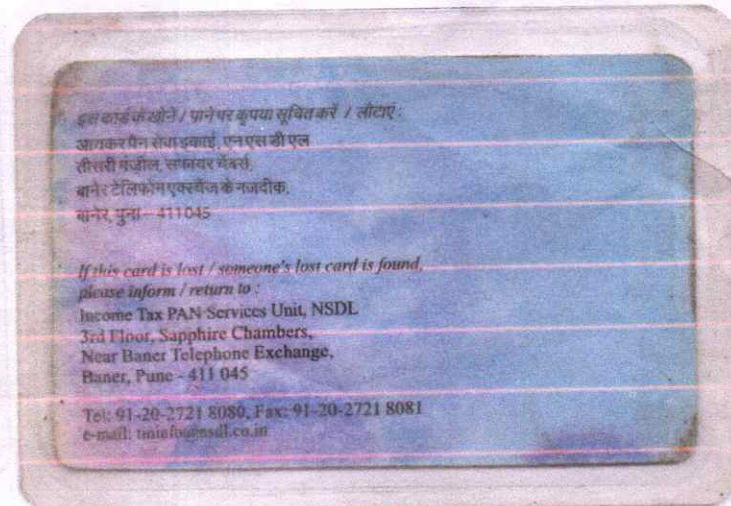 इस कार्ड के खोने / पाने पर कृपया सूचित करें / लौटाएं :
आयकर पैन सेवा इकाई, एन एस डी एल
तीसरी मंज़ील, सफायर चेंबर्स,
बानेर टेलिफोन एक्स्चेंज के नजदीक,
बानेर, पुना – 411045
If this card is lost / someone's lost card is found,
please inform / return to :
Income Tax PAN Services Unit, NSDL
3rd Floor, Sapphire Chambers,
Near Baner Telephone Exchange,
Baner, Pune - 411 045
Tel: 91-20-2721 8080, Fax: 91-20-2721 8081
e-mail: tininfo@nsdl.co.in